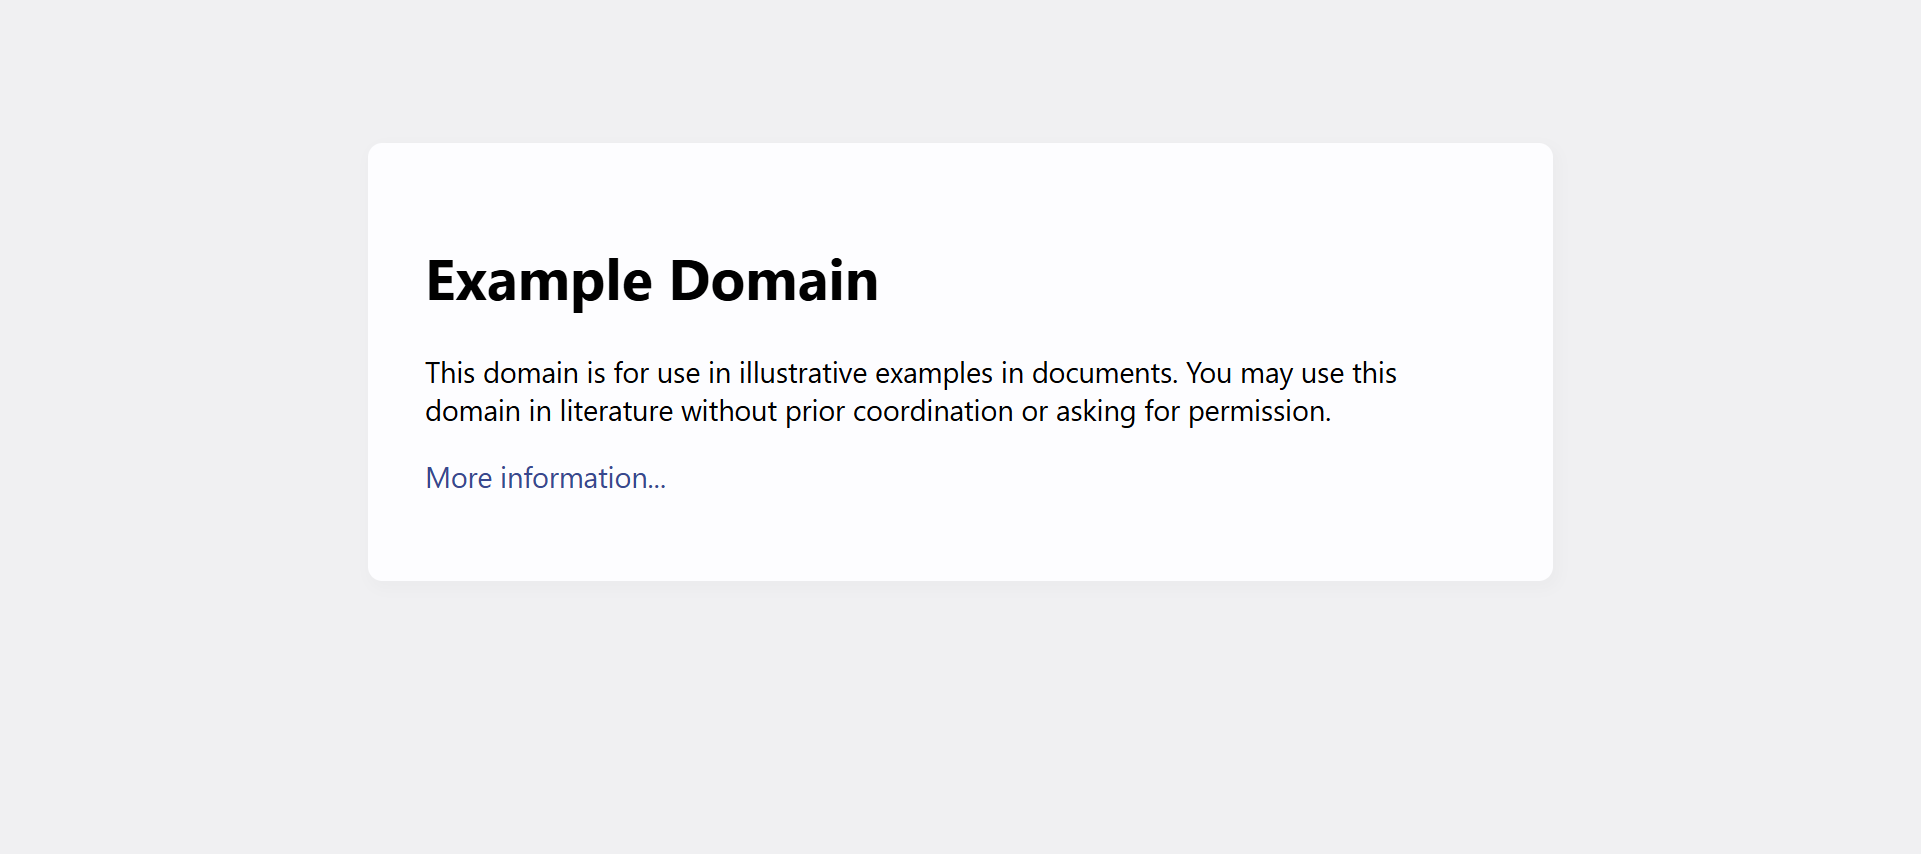 Example Domain
This domain is for use in illustrative examples in documents. You may use this
domain in literature without prior coordination or asking for permission.
More information...